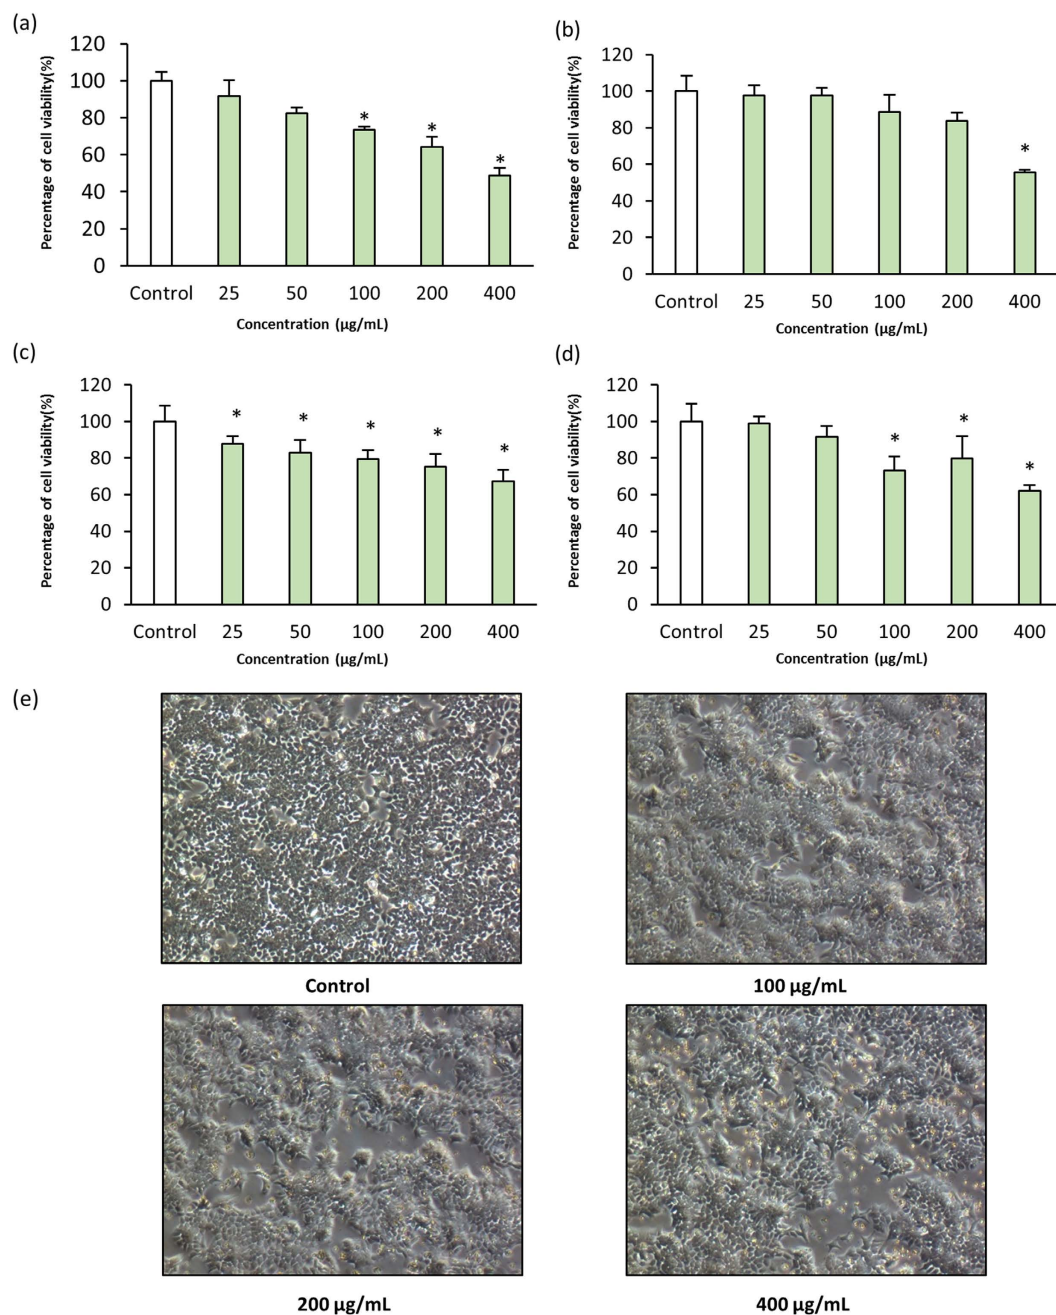 (a)
120
100
80
60
40
20
0
Percentage of cell viability(%)
* * *
Control 25 50 100 200 400
Concentration (µg/mL)
(b)
120
100
80
60
40
20
0
Percentage of cell viability(%)
*
Control 25 50 100 200 400
Concentration (µg/mL)
(c)
120
100
80
60
40
20
0
Percentage of cell viability(%)
* * * * *
Control 25 50 100 200 400
Concentration (µg/mL)
(d)
120
100
80
60
40
20
0
Percentage of cell viability(%)
* * *
Control 25 50 100 200 400
Concentration (µg/mL)
(e)
Control
100 µg/mL
200 µg/mL
400 µg/mL